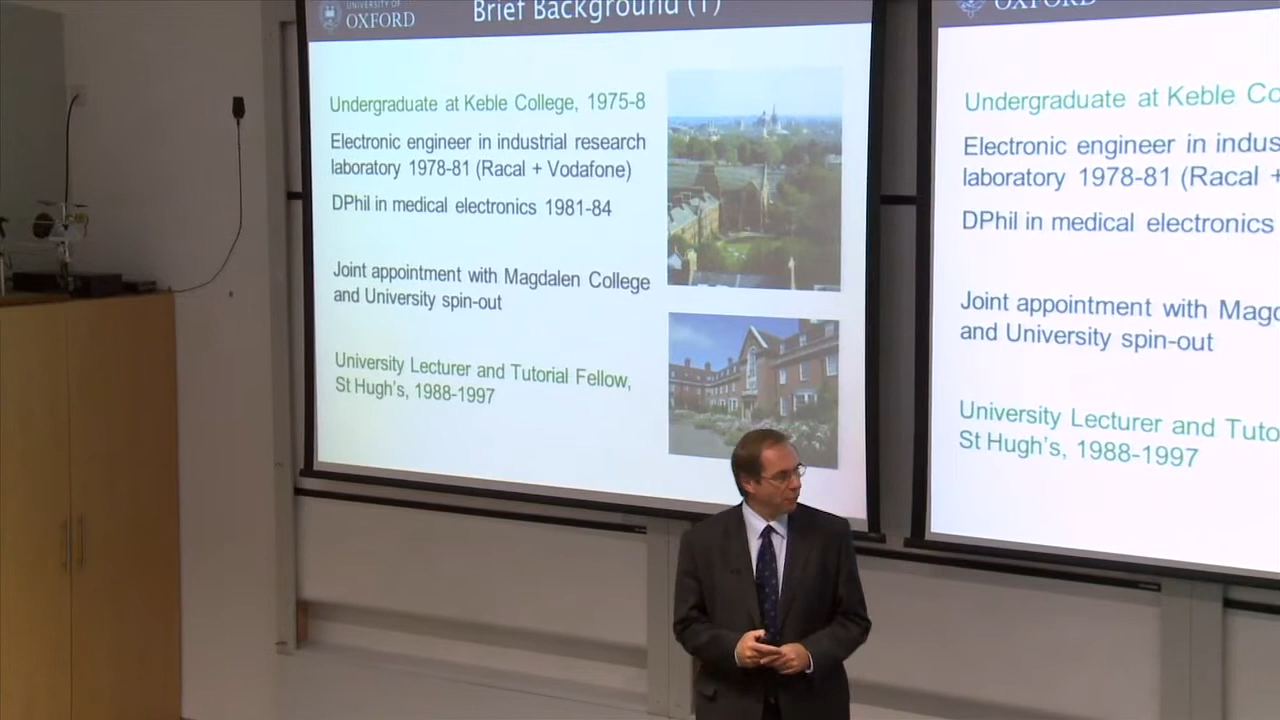 UNIVERSITY OF
OXFORD
Brief Background (1)
Undergraduate at Keble College, 1975-8
Electronic engineer in industrial research
laboratory 1978-81 (Racal + Vodafone)
DPhil in medical electronics 1981-84
Joint appointment with Magdalen College
and University spin-out
University Lecturer and Tutorial Fellow,
St Hugh's, 1988-1997
OXFORD
Undergraduate at Keble Co
Electronic engineer in indus
laboratory 1978-81 (Racal +
DPhil in medical electronics
Joint appointment with Magd
and University spin-out
University Lecturer and Tuto
St Hugh's, 1988-1997